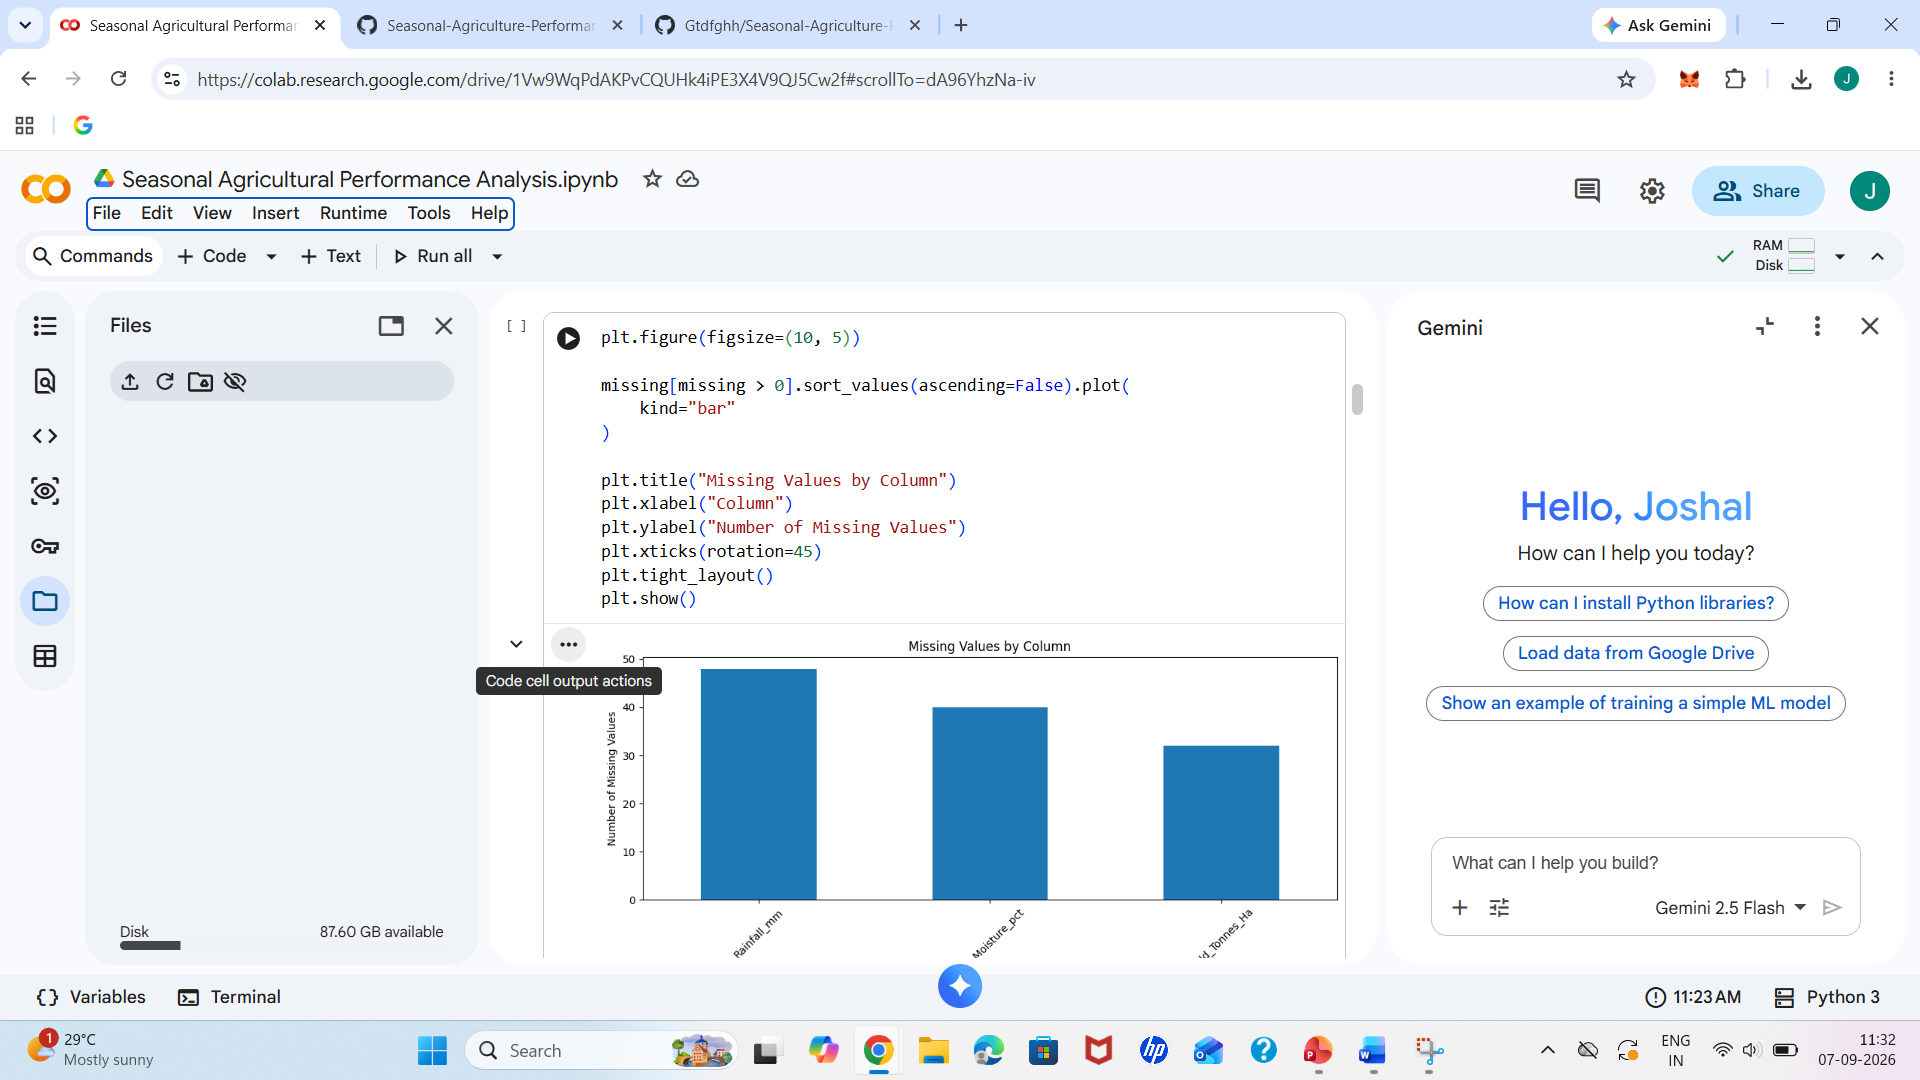 Seasonal Agricultural Performan
Seasonal-Agriculture-Performan
Gtdfghh/Seasonal-Agriculture-P
Ask Gemini
https://colab.research.google.com/drive/1Vw9WqPdAKPvCQUHk4iPE3X4V9QJ5Cw2f#scrollTo=dA96YhzNa-iv
J
Seasonal Agricultural Performance Analysis.ipynb
Share
J
File Edit View Insert Runtime Tools Help
Commands
+ Code
+ Text
Run all
RAM
Disk
Files
Disk
87.60 GB available
[ ]
plt.figure(figsize=(10, 5))
missing[missing > 0].sort_values(ascending=False).plot(
kind="bar"
)
plt.title("Missing Values by Column")
plt.xlabel("Column")
plt.ylabel("Number of Missing Values")
plt.xticks(rotation=45)
plt.tight_layout()
plt.show()
Code cell output actions
Missing Values by Column
Number of Missing Values
50
40
30
20
10
0
Rainfall_mm
Moisture_pct
ld_Tonnes_Ha
Gemini
Hello, Joshal
How can I help you today?
How can I install Python libraries?
Load data from Google Drive
Show an example of training a simple ML model
What can I help you build?
Gemini 2.5 Flash
{} Variables
Terminal
11:23 AM
Python 3
1
29°C
Mostly sunny
Search
hp
ENG
IN
11:32
07-09-2026